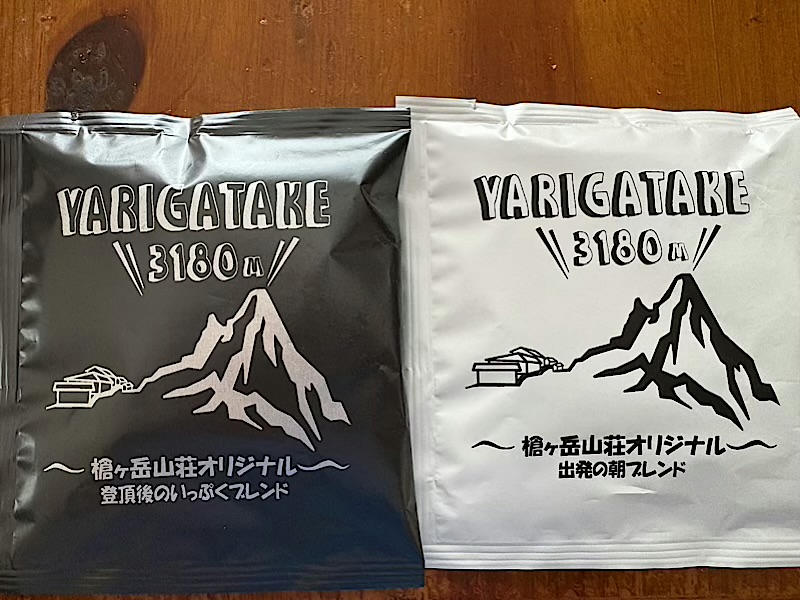 YARIGATAKE
3180M
〜槍ヶ岳山荘オリジナル〜
登頂後のいっぷくブレンド
YARIGATAKE
3180M
〜槍ヶ岳山荘オリジナル〜
出発の朝ブレンド